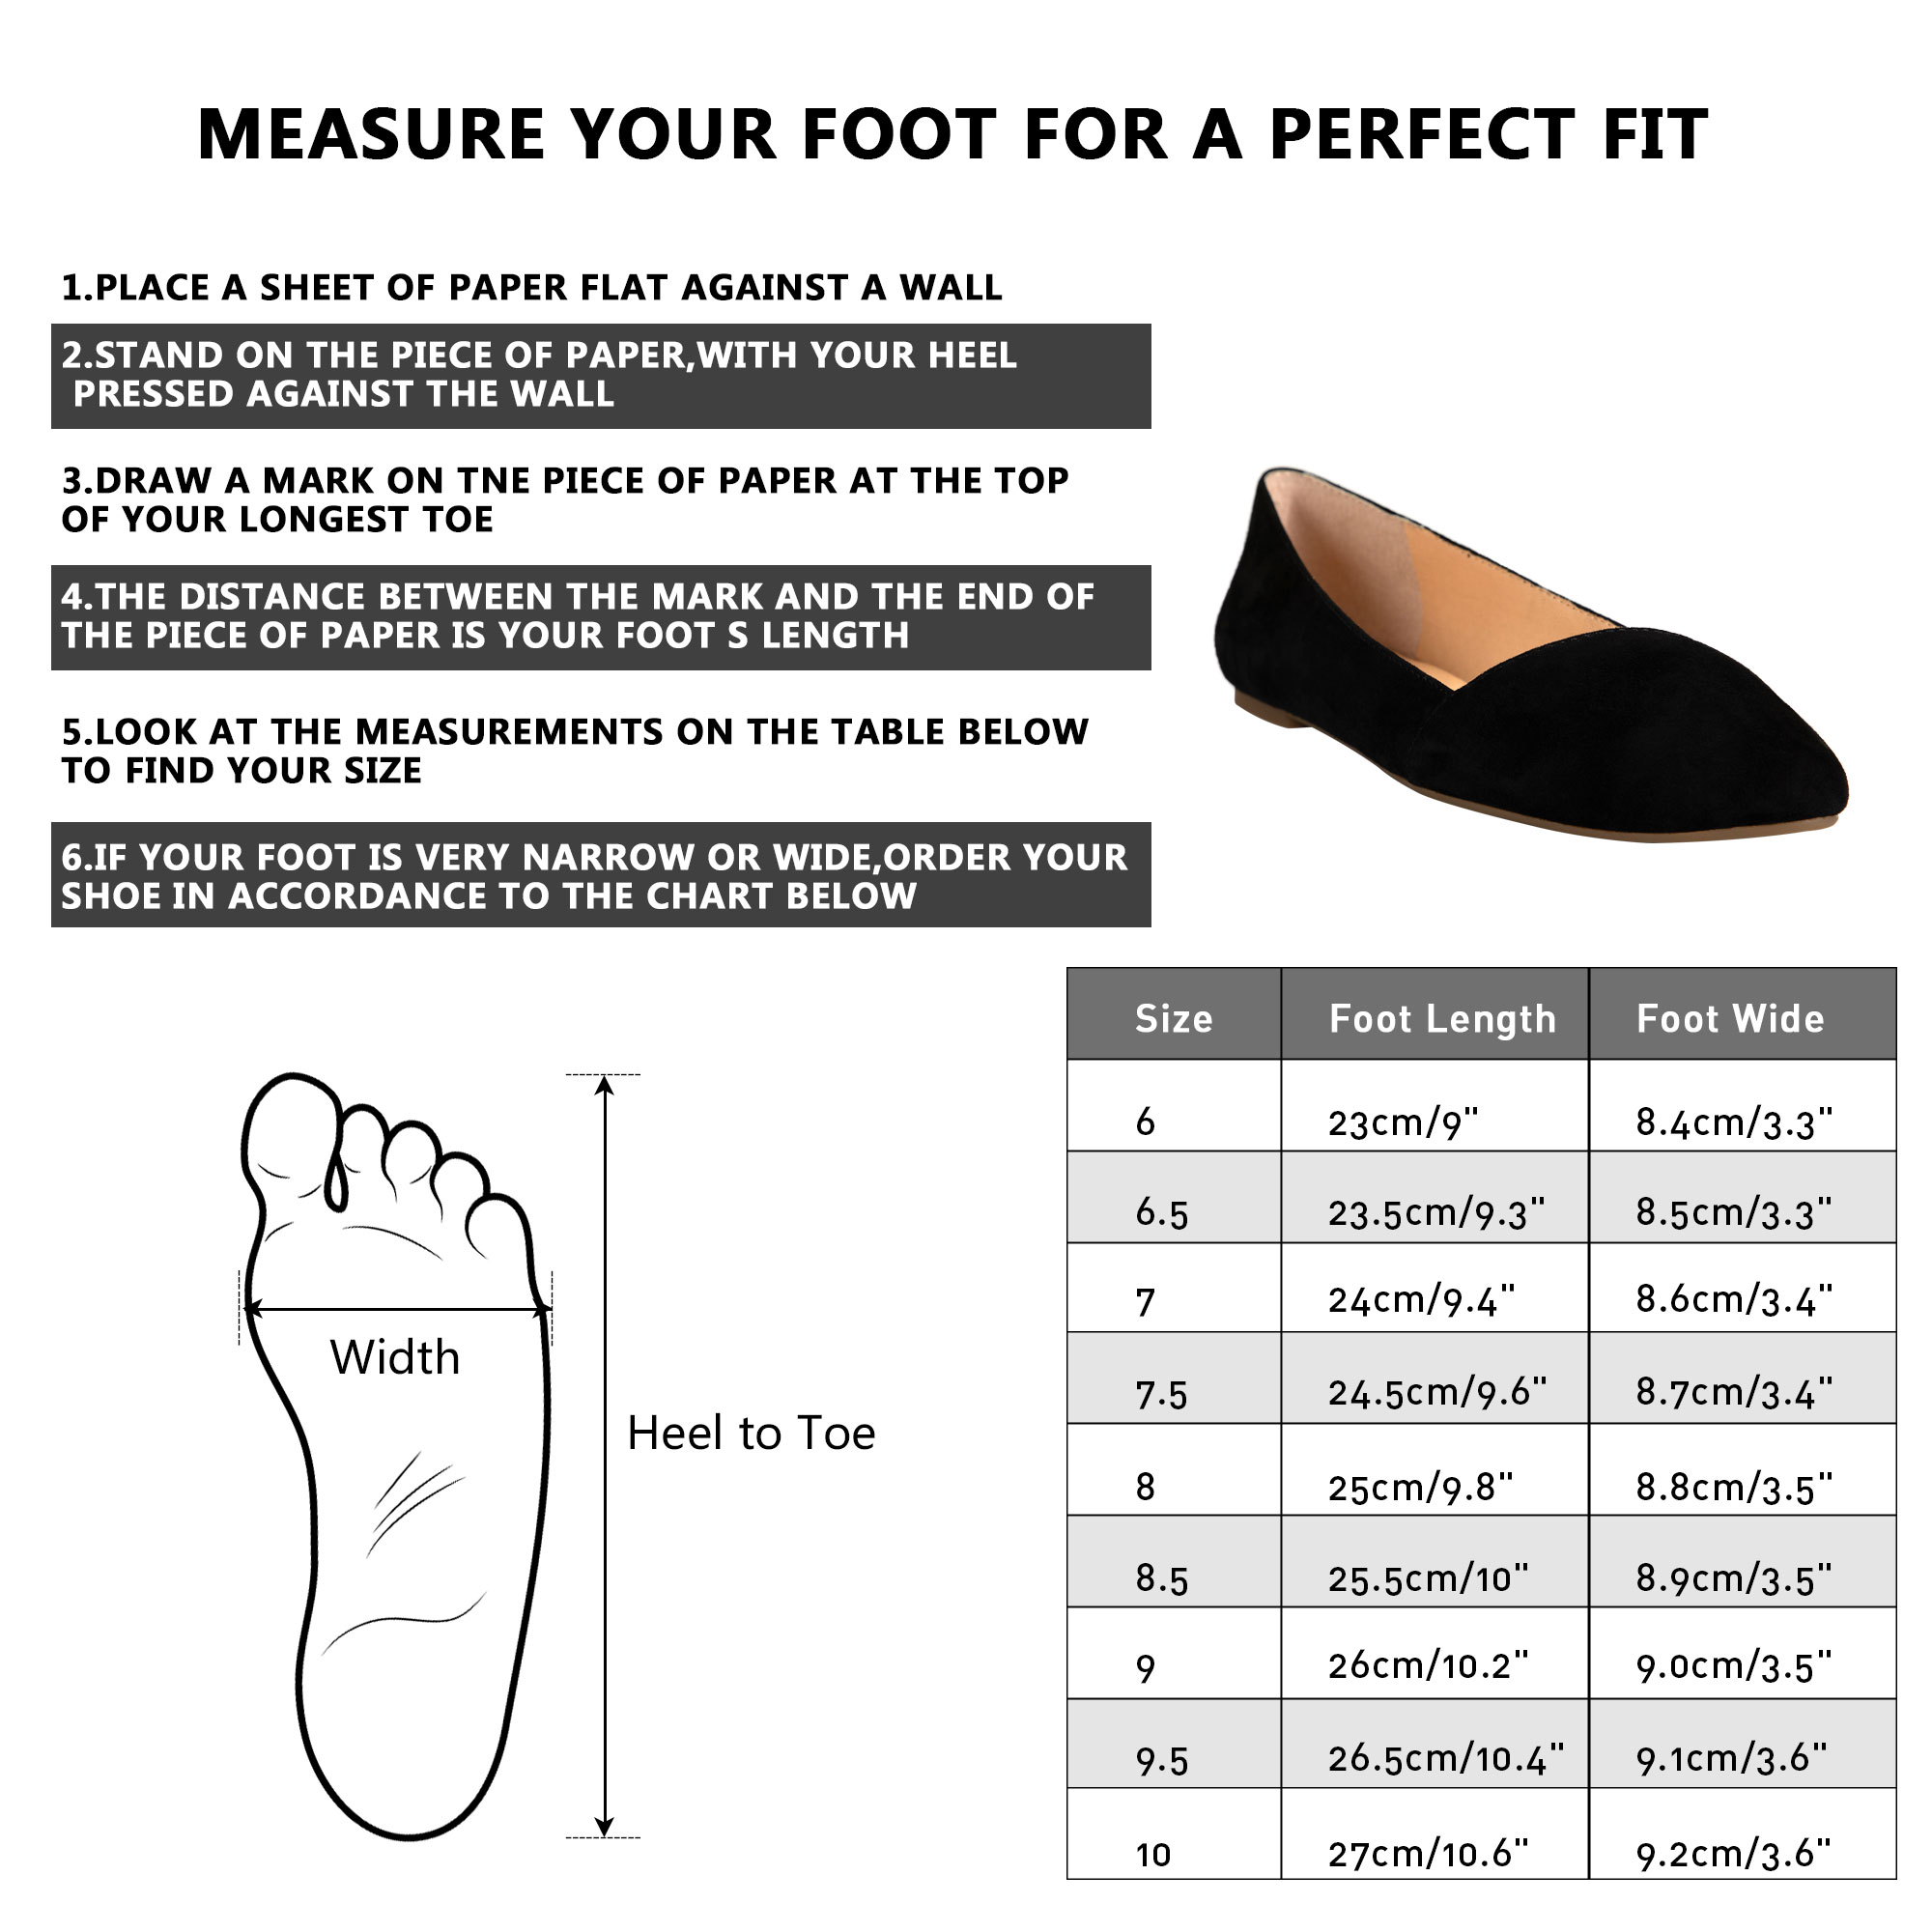 MEASURE YOUR FOOT FOR A PERFECT FIT
1.PLACE A SHEET OF PAPER FLAT AGAINST A WALL
2.STAND ON THE PIECE OF PAPER,WITH YOUR HEEL
PRESSED AGAINST THE WALL
3.DRAW A MARK ON TNE PIECE OF PAPER AT THE TOP
OF YOUR LONGEST TOE
4.THE DISTANCE BETWEEN THE MARK AND THE END OF
THE PIECE OF PAPER IS YOUR FOOT S LENGTH
5.LOOK AT THE MEASUREMENTS ON THE TABLE BELOW
TO FIND YOUR SIZE
6.IF YOUR FOOT IS VERY NARROW OR WIDE,ORDER YOUR
SHOE IN ACCORDANCE TO THE CHART BELOW
Width
Heel to Toe
Size Foot Length Foot Wide
6 23cm/9" 8.4cm/3.3"
6.5 23.5cm/9.3" 8.5cm/3.3"
7 24cm/9.4" 8.6cm/3.4"
7.5 24.5cm/9.6" 8.7cm/3.4"
8 25cm/9.8" 8.8cm/3.5"
8.5 25.5cm/10" 8.9cm/3.5"
9 26cm/10.2" 9.0cm/3.5"
9.5 26.5cm/10.4" 9.1cm/3.6"
10 27cm/10.6" 9.2cm/3.6"